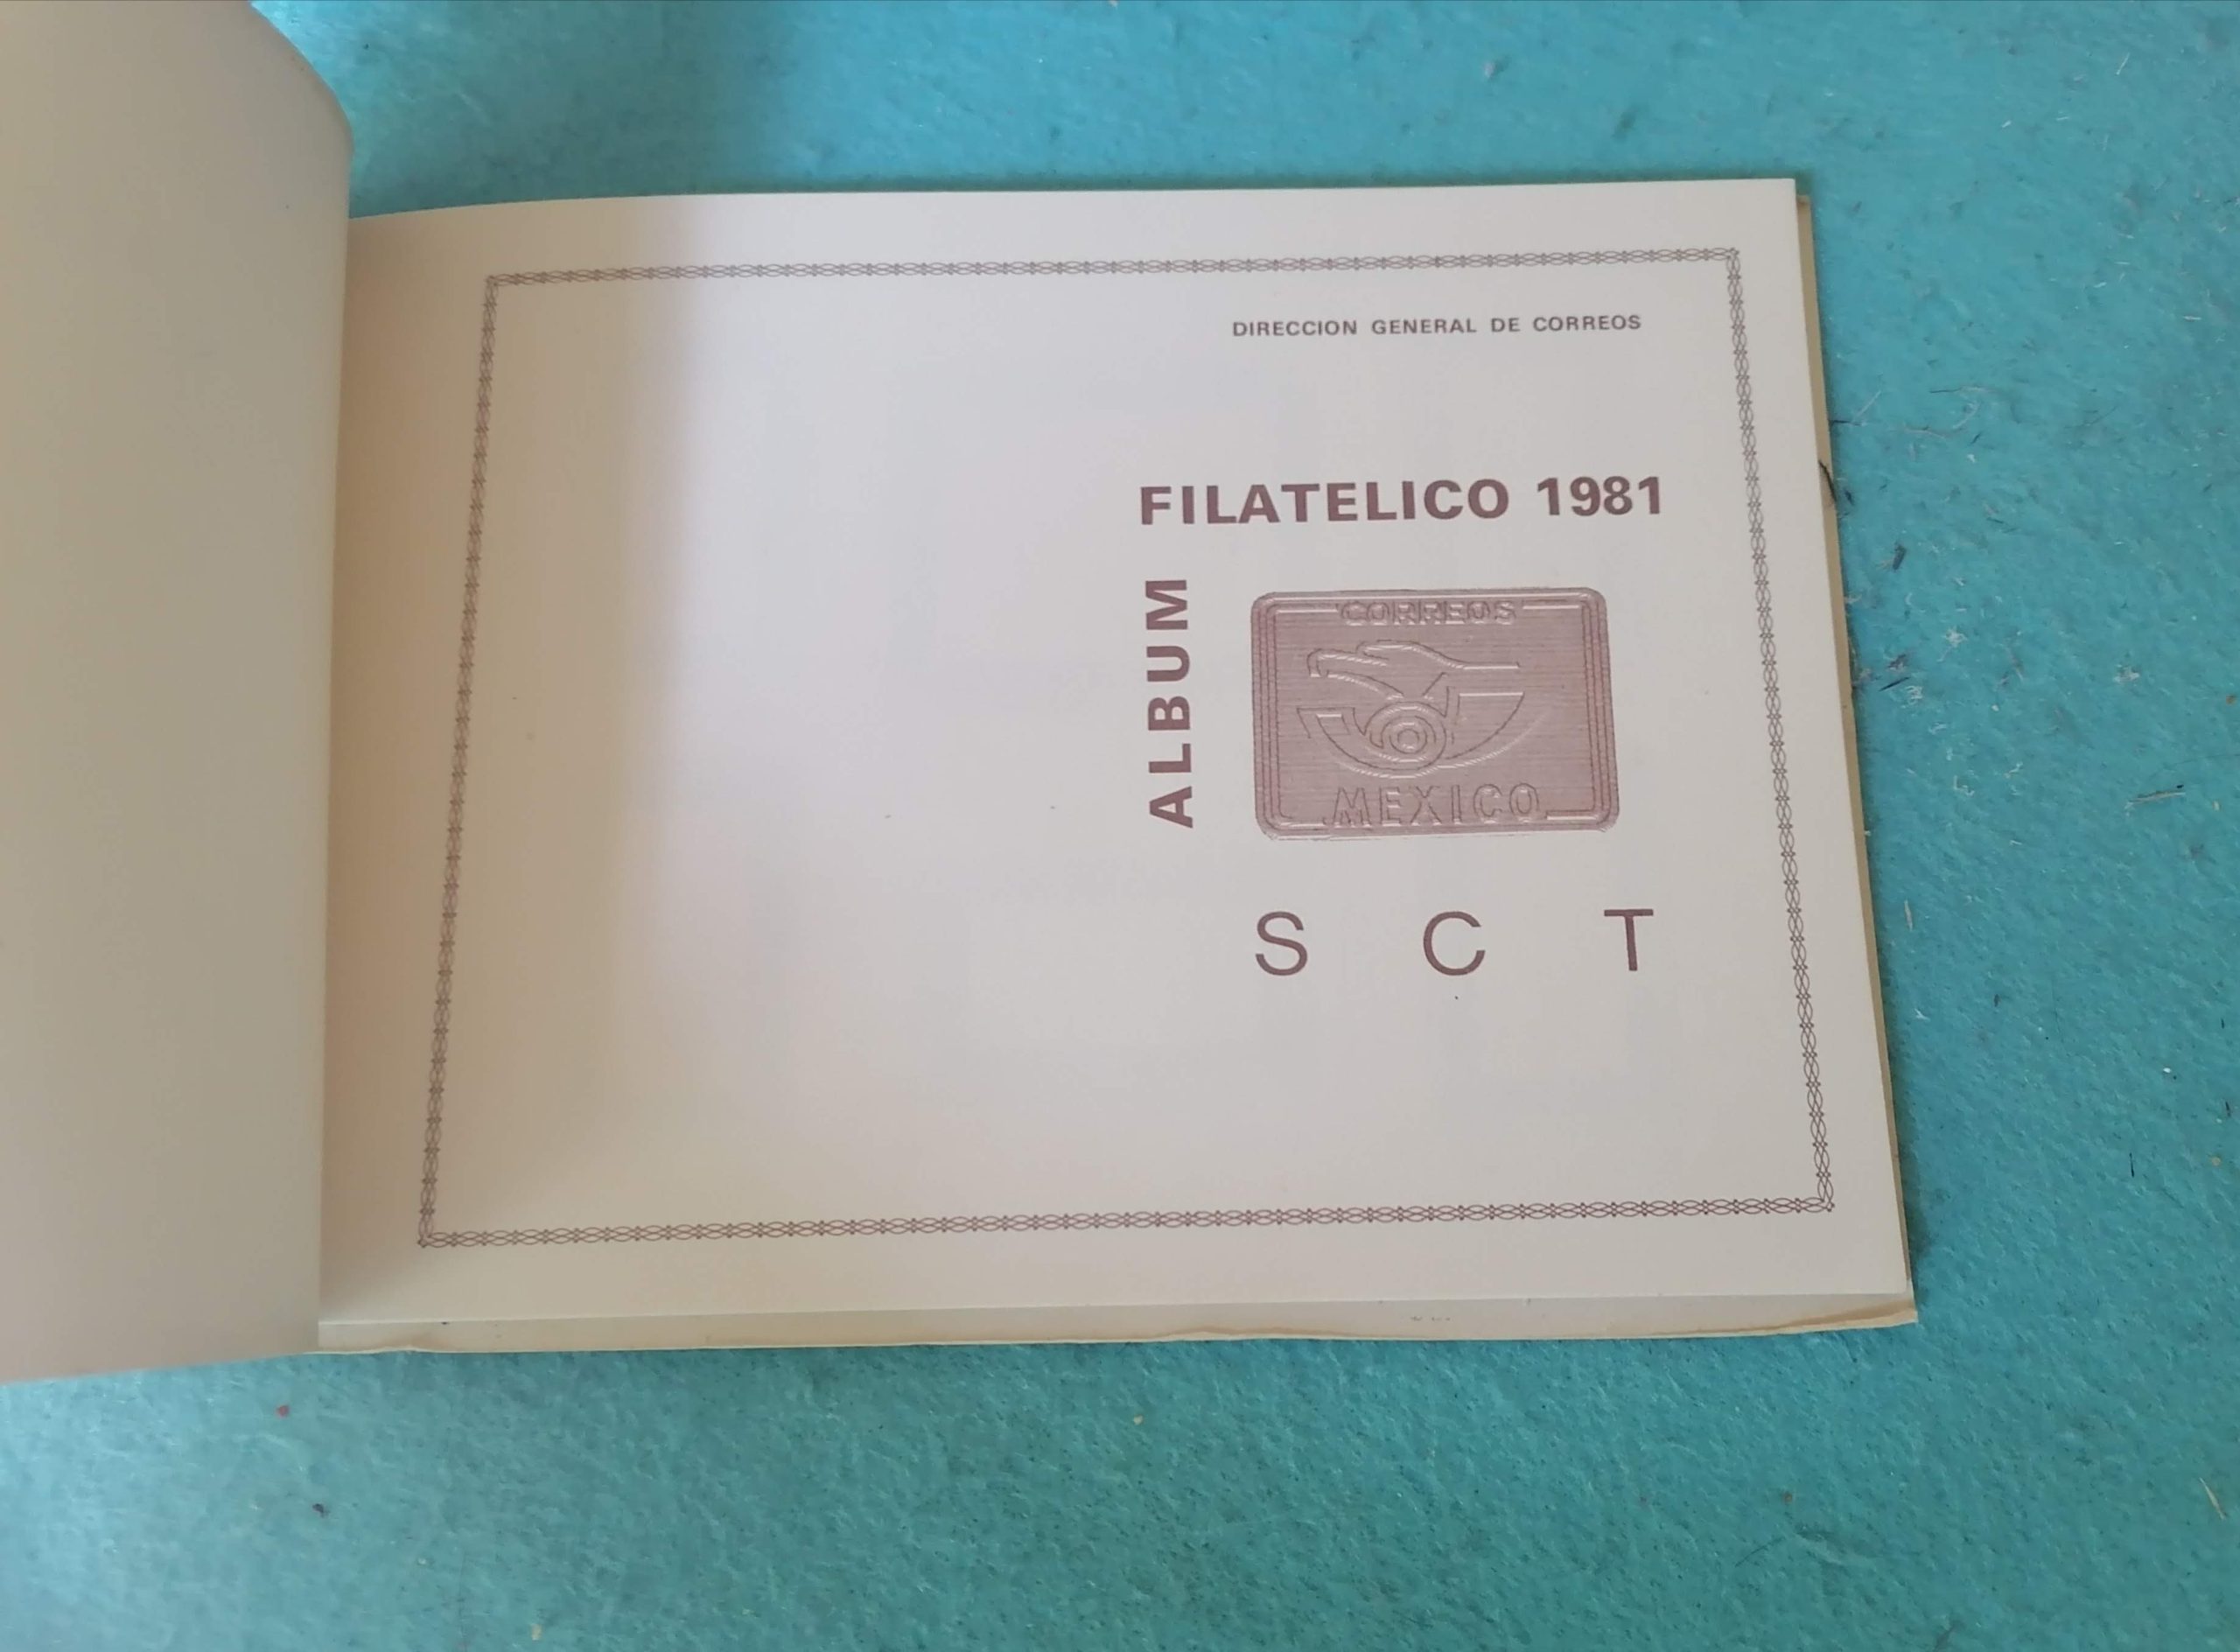 DIRECCION GENERAL DE CORREOS
ALBUM
FILATELICO 1981
CORREOS
MEXICO
S C T